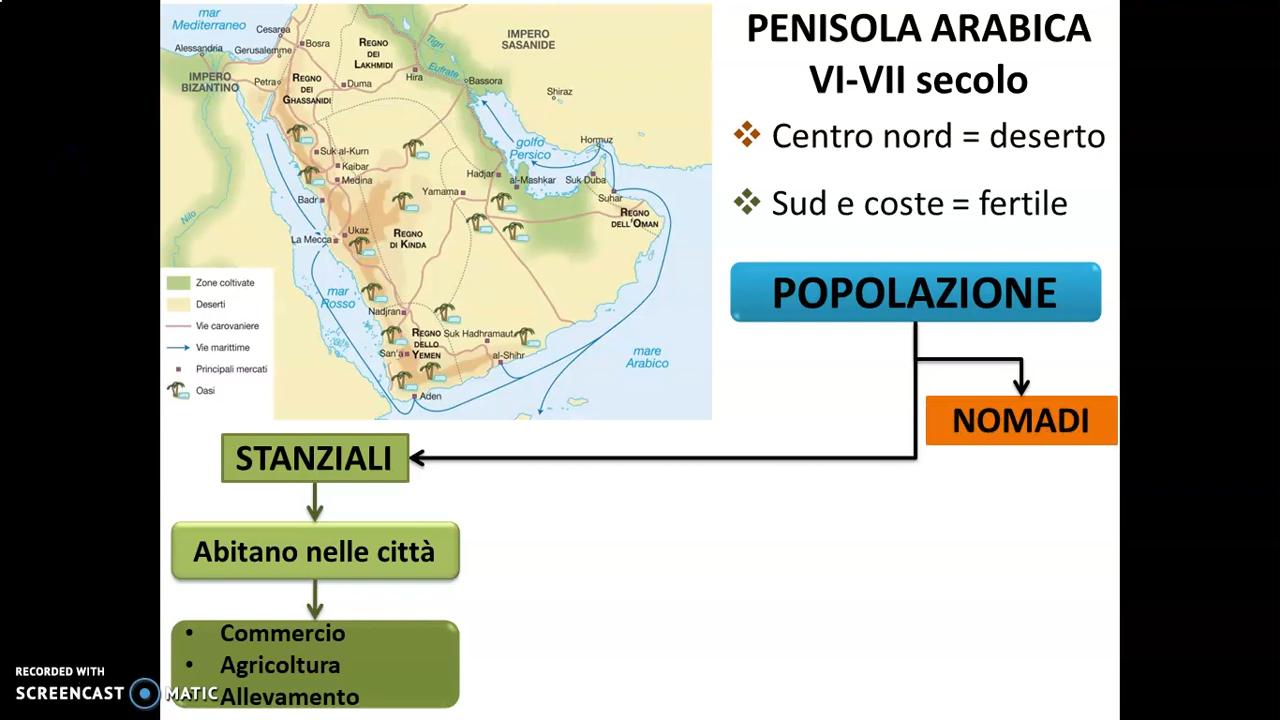 PENISOLA ARABICA
VI-VII secolo
Centro nord = deserto
Sud e coste = fertile
POPOLAZIONE
NOMADI
STANZIALI
Abitano nelle città
• Commercio
• Agricoltura
• Allevamento
mar
Mediterraneo
Cesarea
Bosra
Alessandria
Gerusalemme
REGNO
DEI
LAKHMIDI
Tigri
IMPERO
SASANIDE
IMPERO
BIZANTINO
Petra
REGNO
DEI
GHASSANIDI
Duma
Hira
Eufrate
Bassora
Shiraz
Suk al-Kurn
Kaibar
Medina
golfo
Persico
Hormuz
Hadjar
al-Mashkar
Suk Duba
Nilo
Badr
Yamama
Suhar
REGNO
DELL'OMAN
La Mecca
Ukaz
REGNO
DI KINDA
mar
Rosso
Nadjran
REGNO
DELLO
YEMEN
Suk Hadhramaut
San'a
al-Shihr
mare
Arabico
Aden
Zone coltivate
Deserti
Vie carovaniere
Vie marittime
Principali mercati
Oasi
RECORDED WITH
SCREENCAST MATIC